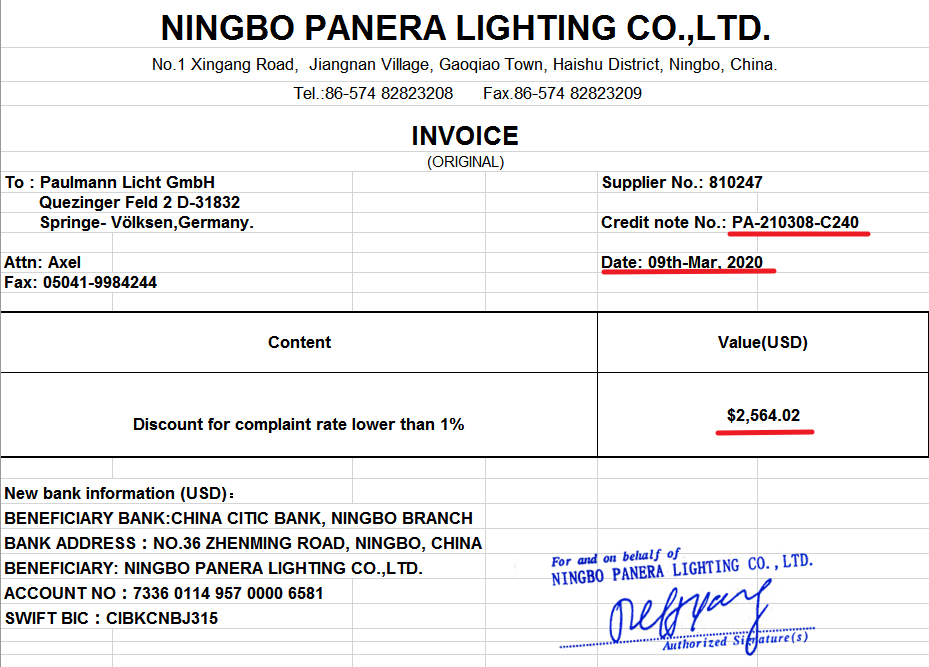 NINGBO PANERA LIGHTING CO.,LTD.
No.1 Xingang Road,  Jiangnan Village, Gaoqiao Town, Haishu District, Ningbo, China.
Tel.:86-574 82823208 Fax.86-574 82823209
INVOICE
(ORIGINAL)
To : Paulmann Licht GmbH
Quezinger Feld 2 D-31832
Springe- Völksen,Germany.
Supplier No.: 810247
Credit note No.: PA-210308-C240
Date: 09th-Mar, 2020
Attn: Axel
Fax: 05041-9984244
Content Value(USD)
Discount for complaint rate lower than 1% $2,564.02
New bank information (USD)：
BENEFICIARY BANK:CHINA CITIC BANK, NINGBO BRANCH
BANK ADDRESS：NO.36 ZHENMING ROAD, NINGBO, CHINA
BENEFICIARY: NINGBO PANERA LIGHTING CO.,LTD.
ACCOUNT NO：7336 0114 957 0000 6581
SWIFT BIC：CIBKCNBJ315
For and on behalf of
NINGBO PANERA LIGHTING CO.,LTD.
Authorized Signature(s)